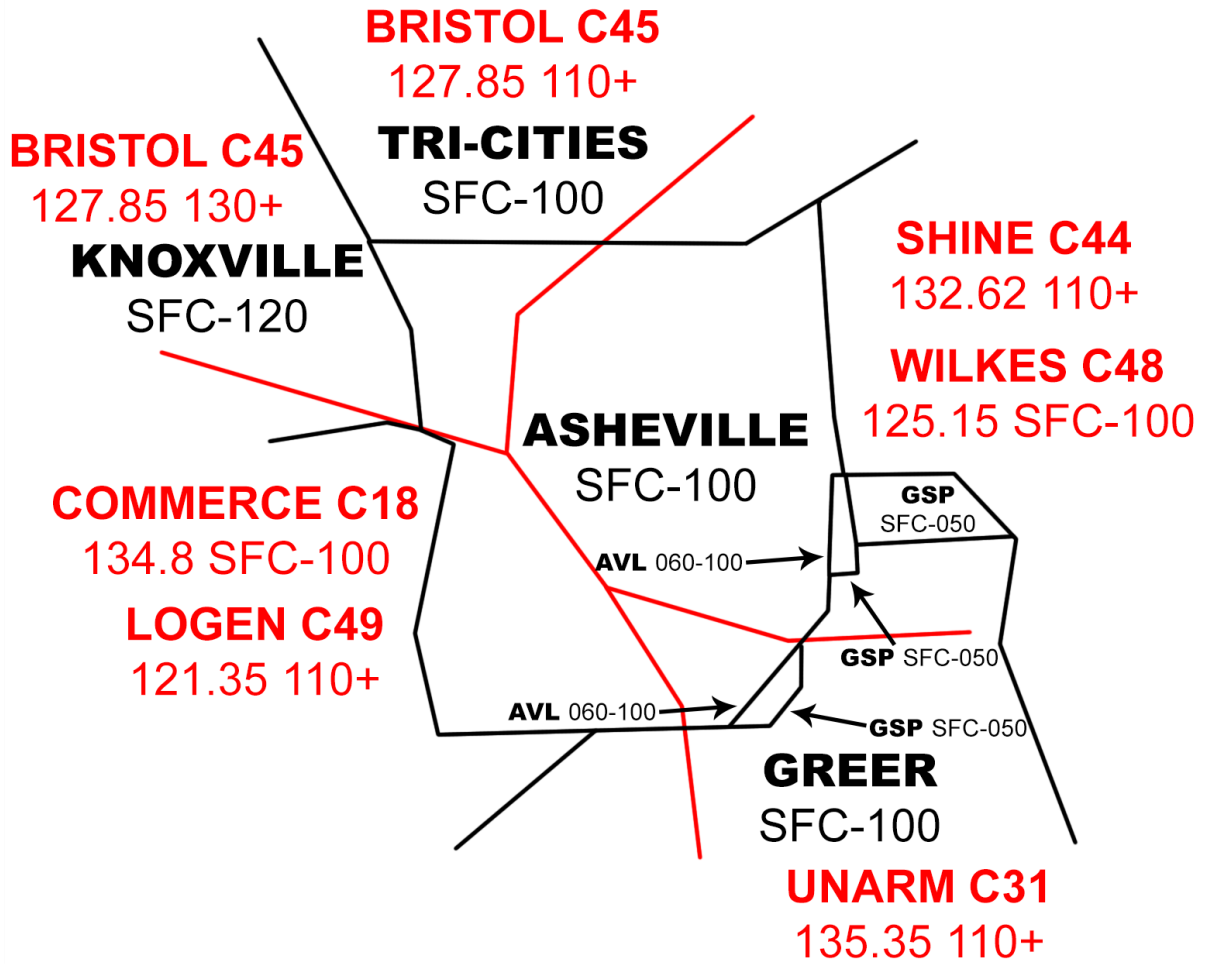 BRISTOL C45
127.85 110+
TRI-CITIES
SFC-100
BRISTOL C45
127.85 130+
KNOXVILLE
SFC-120
SHINE C44
132.62 110+
WILKES C48
125.15 SFC-100
ASHEVILLE
SFC-100
GSP
SFC-050
COMMERCE C18
134.8 SFC-100
AVL 060-100
LOGEN C49
121.35 110+
GSP SFC-050
AVL 060-100
GSP SFC-050
GREER
SFC-100
UNARM C31
135.35 110+